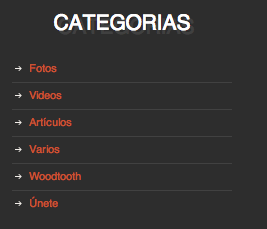 CATEGORIAS
Fotos
Videos
Artículos
Varios
Woodtooth
Únete